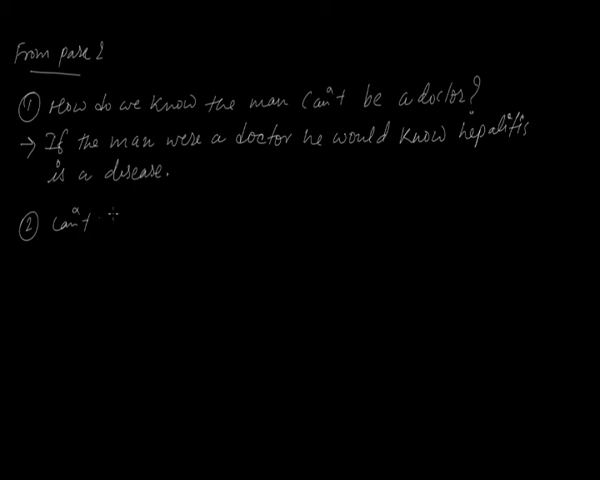 From part 2
① How do we know the man can't be a doctor?
→ If the man were a doctor he would know hepatitis
is a disease.
② can't